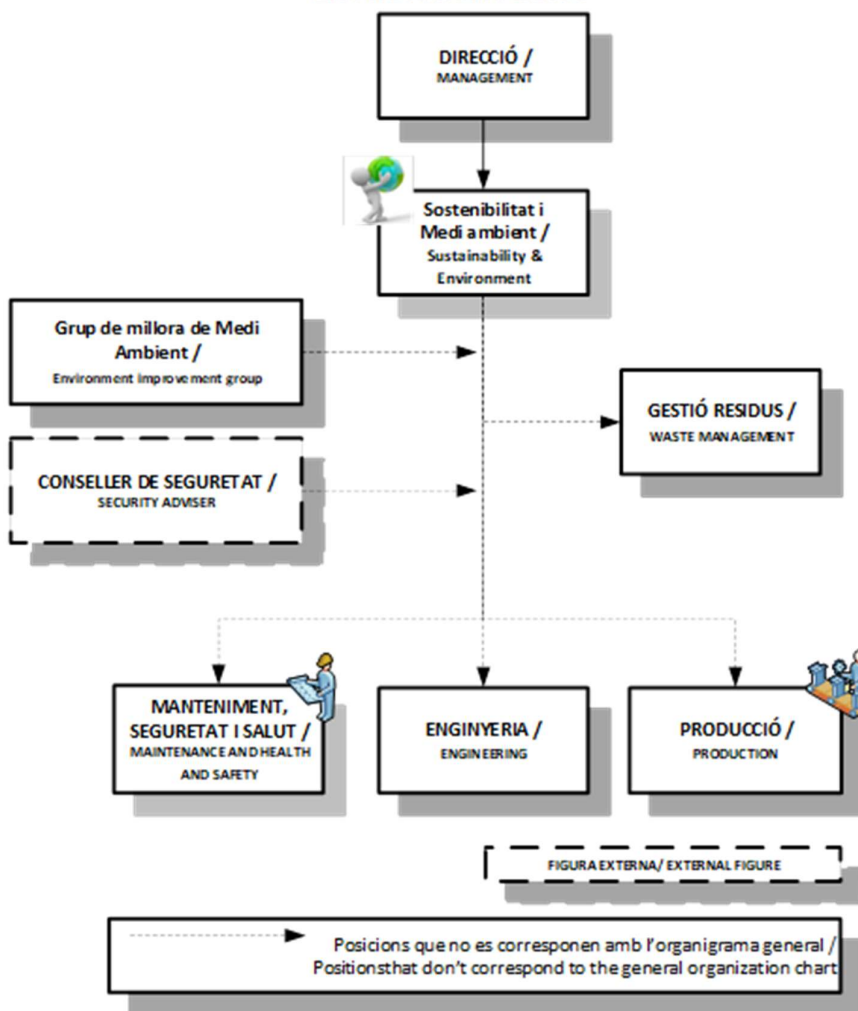 DIRECCIÓ /
MANAGEMENT
Sostenibilitat i
Medi ambient /
Sustainability &
Environment
Grup de millora de Medi
Ambient /
Environment improvement group
GESTIÓ RESIDUS /
WASTE MANAGEMENT
CONSELLER DE SEGURETAT /
SECURITY ADVISER
MANTENIMENT,
SEGURETAT I SALUT /
MAINTENANCE AND HEALTH
AND SAFETY
ENGINYERIA /
ENGINEERING
PRODUCCIÓ /
PRODUCTION
FIGURA EXTERNA/ EXTERNAL FIGURE
Posicions que no es corresponen amb l'organigrama general /
Positionsthat don't correspond to the general organization chart